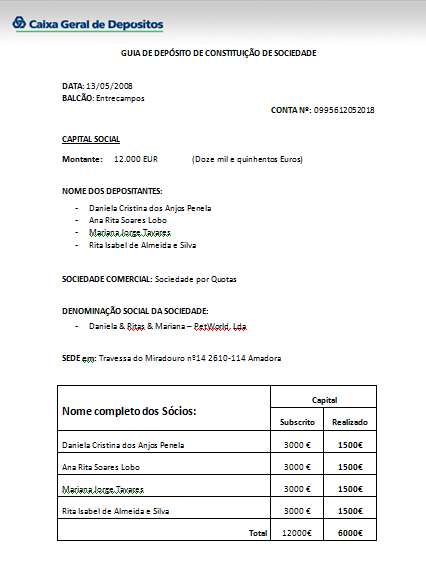 Caixa Geral de Depositos
GUIA DE DEPÓSITO DE CONSTITUIÇÃO DE SOCIEDADE
DATA: 13/05/2008
BALCÃO: Entrecampos
CONTA Nº: 0995612052018
CAPITAL SOCIAL
Montante: 12.000 EUR (Doze mil e quinhentos Euros)
NOME DOS DEPOSITANTES:
- Daniela Cristina dos Anjos Penela
- Ana Rita Soares Lobo
- Mariana Jorge Tavares
- Rita Isabel de Almeida e Silva
SOCIEDADE COMERCIAL: Sociedade por Quotas
DENOMINAÇÃO SOCIAL DA SOCIEDADE:
- Daniela & Ritas & Mariana – PetWorld, Lda
SEDE em: Travessa do Miradouro nº14 2610-114 Amadora
Nome completo dos Sócios: Capital
Subscrito Realizado
Daniela Cristina dos Anjos Penela 3000 € 1500€
Ana Rita Soares Lobo 3000 € 1500€
Mariana Jorge Tavares 3000 € 1500€
Rita Isabel de Almeida e Silva 3000 € 1500€
Total 12000€ 6000€